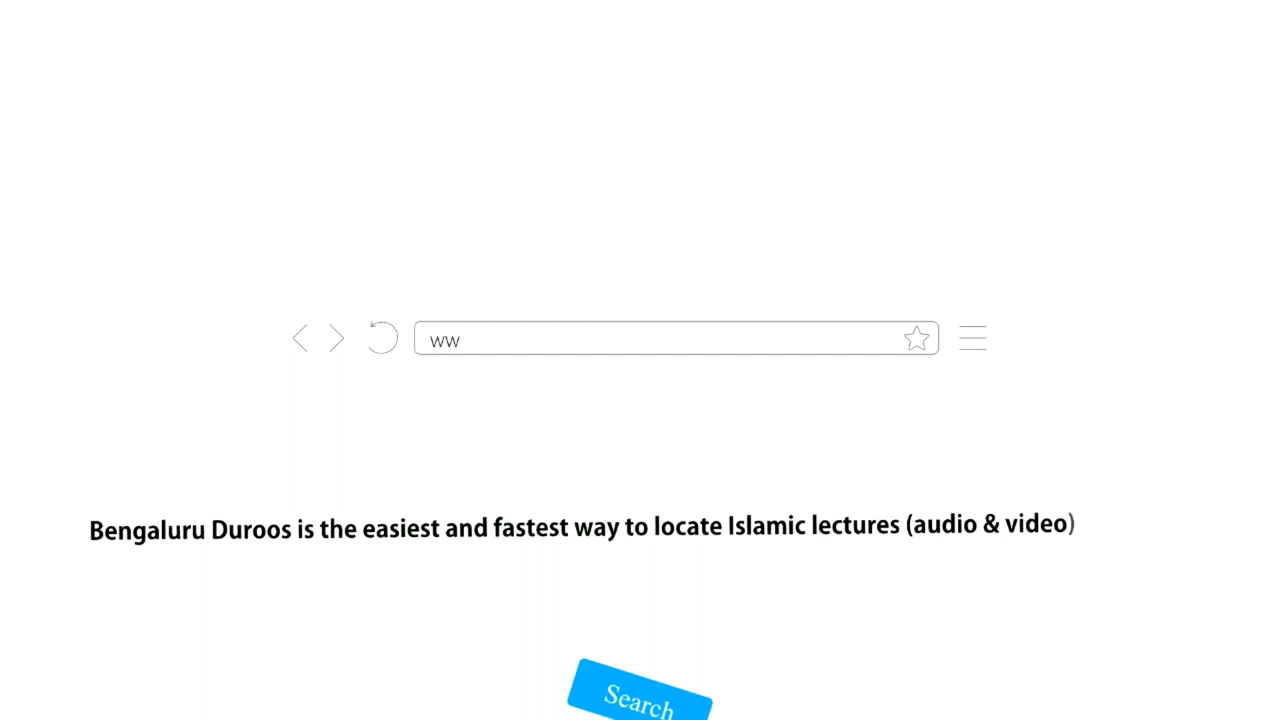 ww
Bengaluru Duroos is the easiest and fastest way to locate Islamic lectures (audio & video)
Search